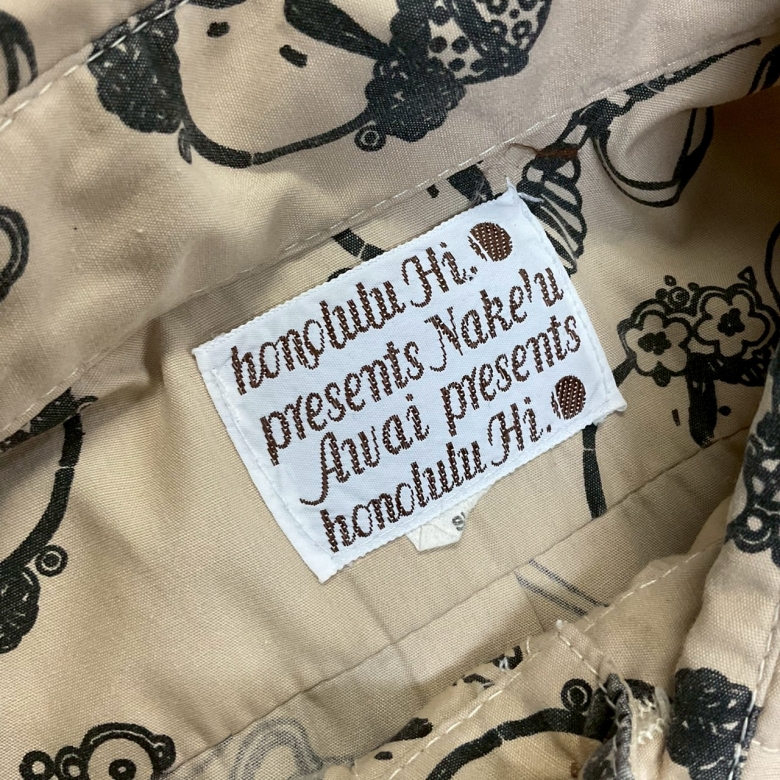 honolulu Hi.
presents Nake'u
Awai presents
honolulu Hi.